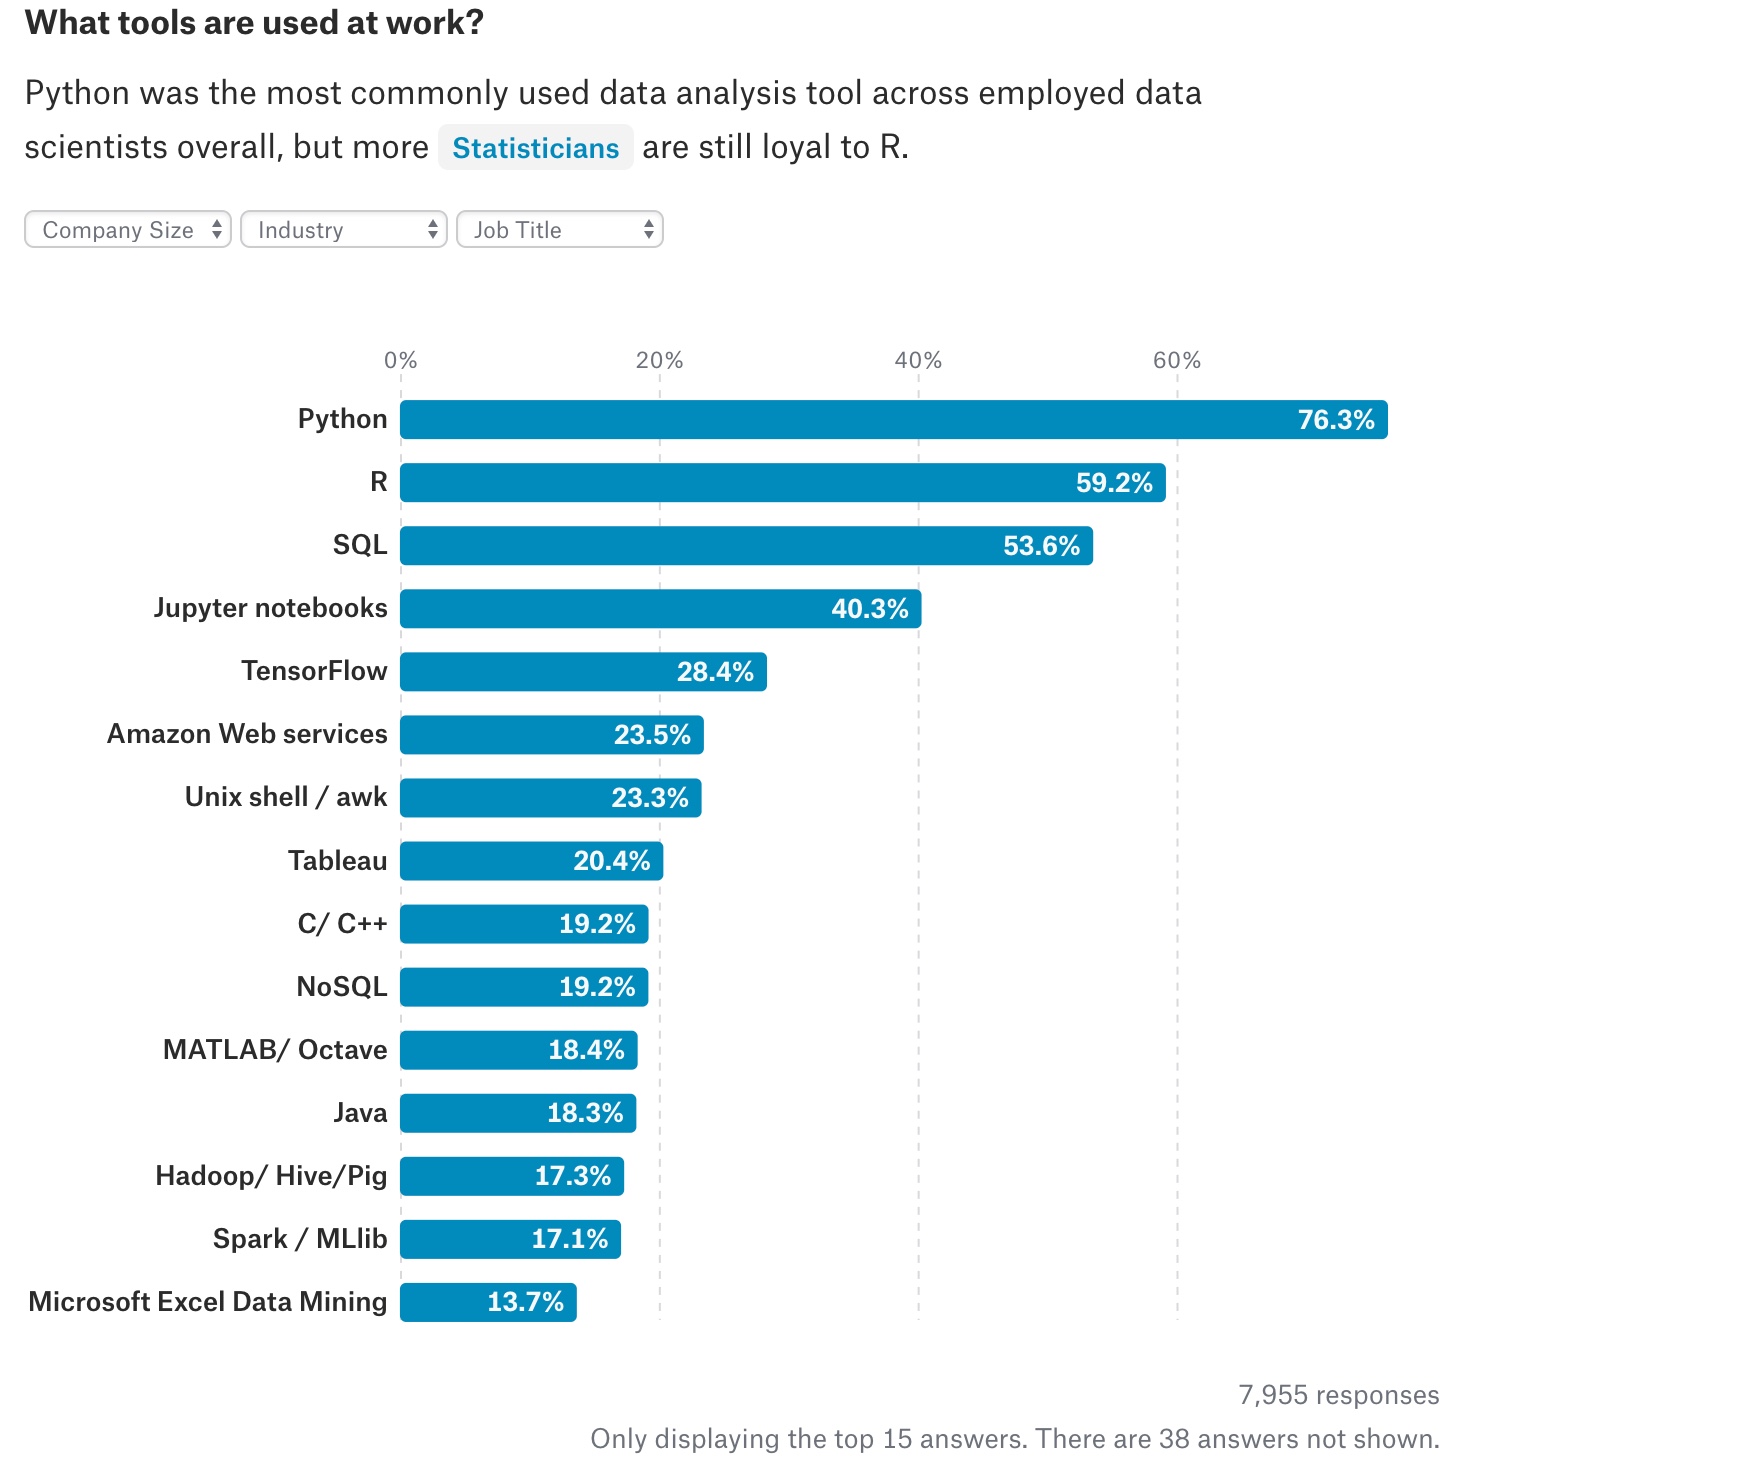 What tools are used at work?
Python was the most commonly used data analysis tool across employed data
scientists overall, but more Statisticians are still loyal to R.
Company Size Industry Job Title
0% 20% 40% 60%
Python 76.3%
R 59.2%
SQL 53.6%
Jupyter notebooks 40.3%
TensorFlow 28.4%
Amazon Web services 23.5%
Unix shell / awk 23.3%
Tableau 20.4%
C/ C++ 19.2%
NoSQL 19.2%
MATLAB/ Octave 18.4%
Java 18.3%
Hadoop/ Hive/Pig 17.3%
Spark / MLlib 17.1%
Microsoft Excel Data Mining 13.7%
7,955 responses
Only displaying the top 15 answers. There are 38 answers not shown.